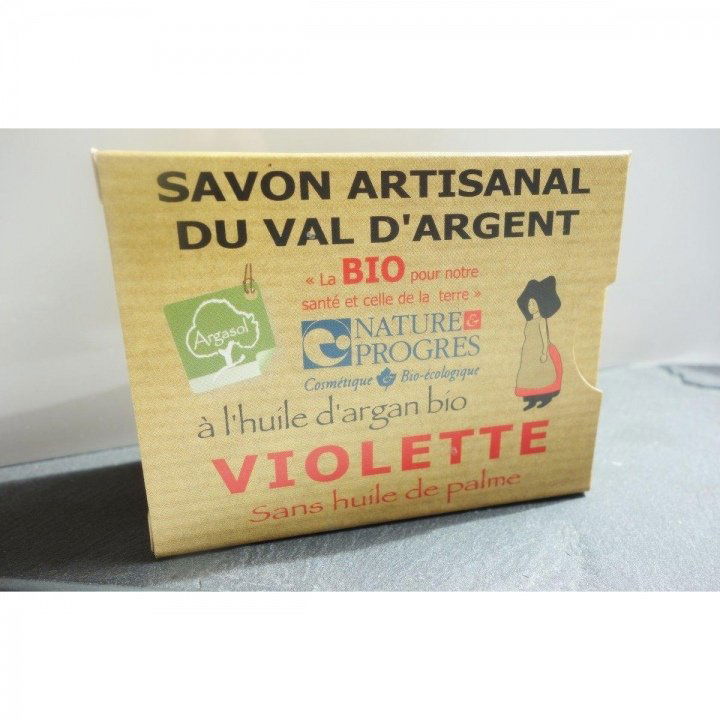 SAVON ARTISANAL
DU VAL D'ARGENT
« La BIO pour notre
santé et celle de la terre »
Argasol
NATURE &
PROGRES
Cosmétique & Bio-écologique
à l'huile d'argan bio
VIOLETTE
Sans huile de palme